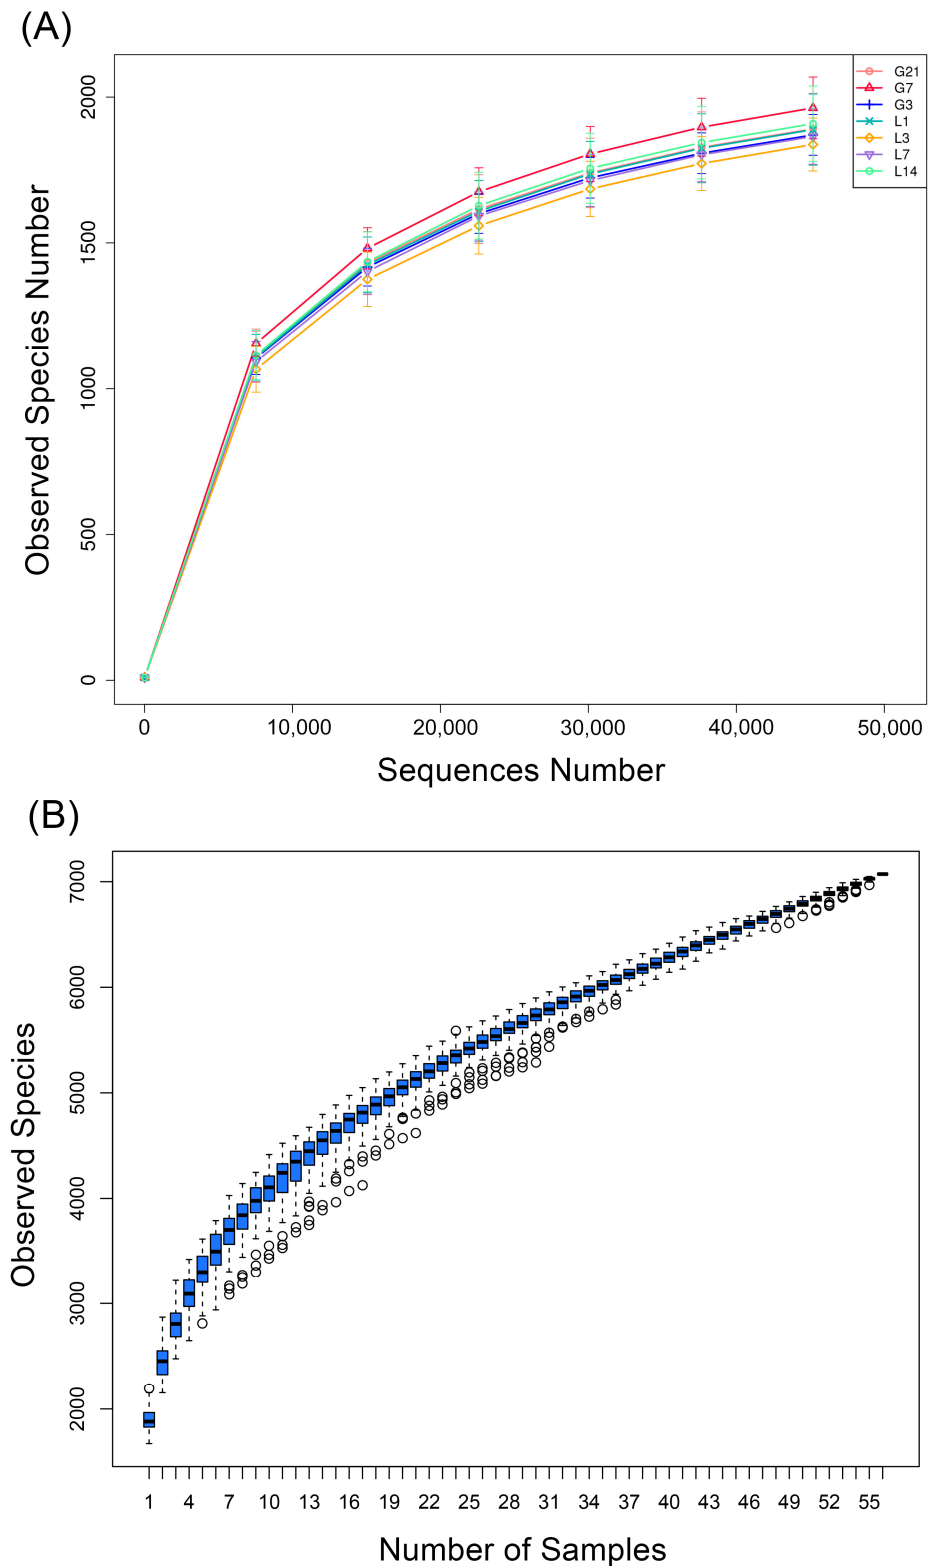 (A)
Observed Species Number
2000
1500
1000
500
0
G21
G7
G3
L1
L3
L7
L14
0 10,000 20,000 30,000 40,000 50,000
Sequences Number
(B)
Observed Species
7000
6000
5000
4000
3000
2000
1 4 7 10 13 16 19 22 25 28 31 34 37 40 43 46 49 52 55
Number of Samples